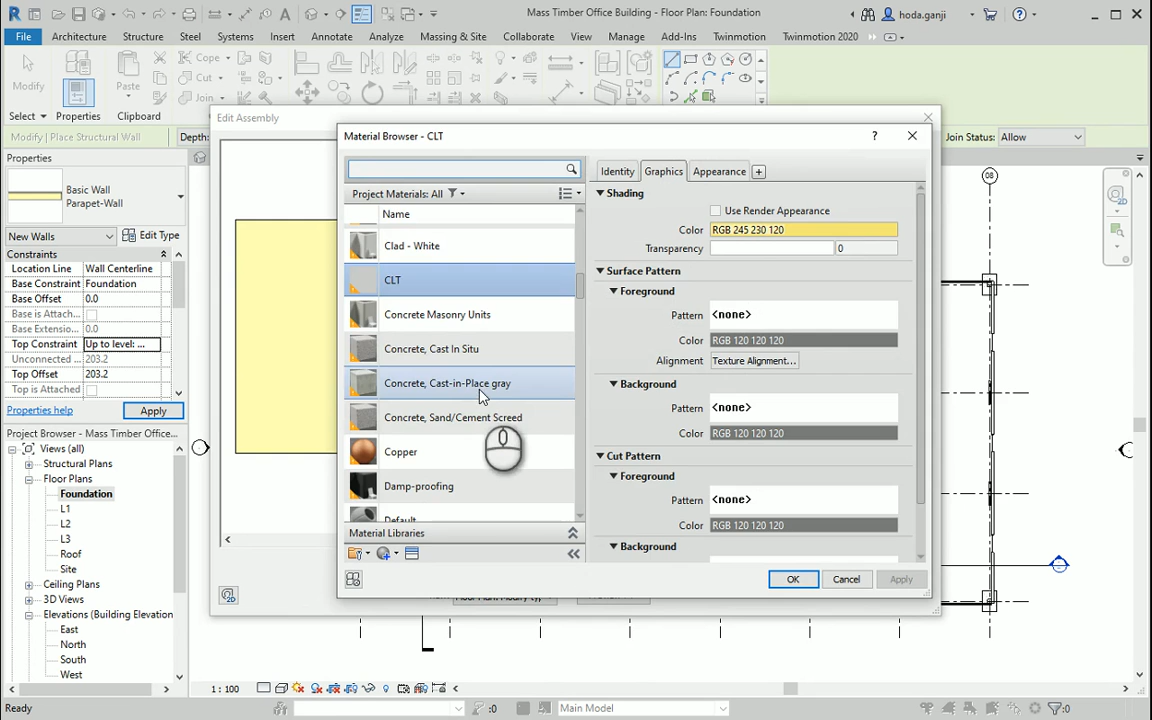 Mass Timber Office Building - Floor Plan: Foundation
hoda.ganji
File Architecture Structure Steel Systems Insert Annotate Analyze Massing & Site Collaborate View Manage Add-Ins Twinmotion Twinmotion 2020
Modify
Properties
Paste
Cope
Cut
Join
Select
Properties
Clipboard
Modify | Place Structural Wall
Depth:
Join Status: Allow
Properties
Basic Wall
Parapet-Wall
New Walls
Edit Type
Constraints
Location Line Wall Centerline
Base Constraint Foundation
Base Offset 0.0
Base is Attach...
Base Extensio... 0.0
Top Constraint Up to level: ...
Unconnected 203.2
Top Offset 203.2
Top is Attached
Properties help
Apply
Project Browser - Mass Timber Office...
Views (all)
Structural Plans
Floor Plans
Foundation
L1
L2
L3
Roof
Site
Ceiling Plans
3D Views
Elevations (Building Elevation
East
North
South
West
Edit Assembly
Material Browser - CLT
Project Materials: All
Name
Clad - White
CLT
Concrete Masonry Units
Concrete, Cast In Situ
Concrete, Cast-in-Place gray
Concrete, Sand/Cement Screed
Copper
Damp-proofing
Default
Material Libraries
Identity Graphics Appearance
Shading
Use Render Appearance
Color RGB 245 230 120
Transparency 0
Surface Pattern
Foreground
Pattern <none>
Color RGB 120 120 120
Alignment Texture Alignment...
Background
Pattern <none>
Color RGB 120 120 120
Cut Pattern
Foreground
Pattern <none>
Color RGB 120 120 120
Background
OK
Cancel
Apply
08
1 : 100
Ready
:0
Main Model
:0